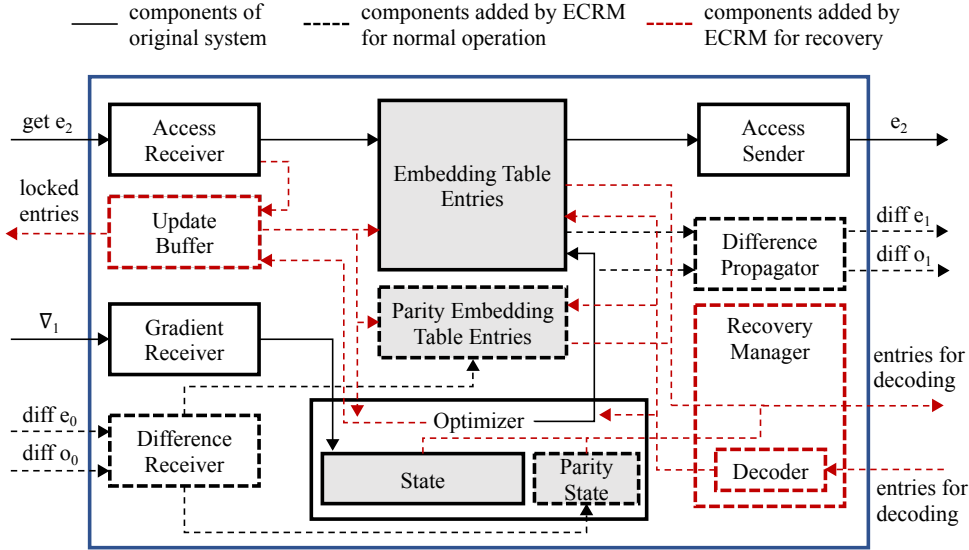 components of
original system
components added by ECRM
for normal operation
components added by
ECRM for recovery
get e₂
Access
Receiver
Embedding Table
Entries
Access
Sender
e₂
locked
entries
Update
Buffer
Difference
Propagator
diff e₁
diff o₁
∇₁
Gradient
Receiver
Parity Embedding
Table Entries
Recovery
Manager
entries for
decoding
diff e₀
diff o₀
Difference
Receiver
Optimizer
State
Parity
State
Decoder
entries for
decoding